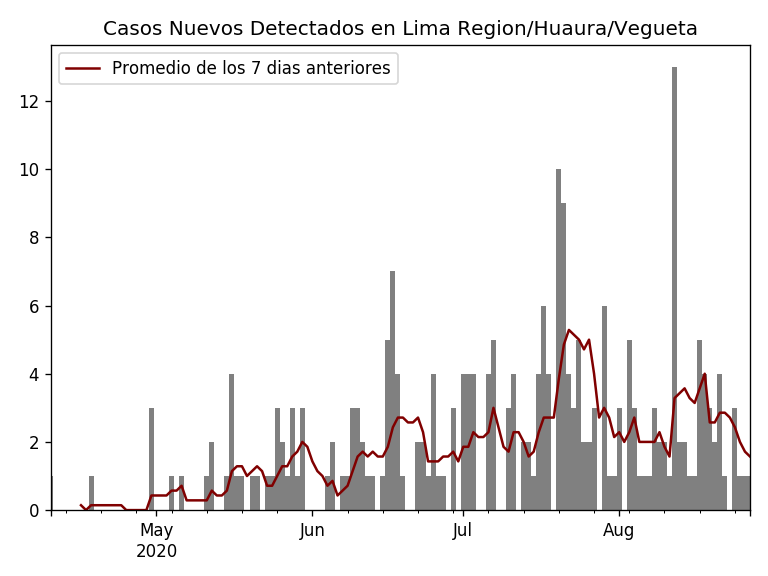 Casos Nuevos Detectados en Lima Region/Huaura/Vegueta
Promedio de los 7 dias anteriores
12
10
8
6
4
2
0
May
2020
Jun
Jul
Aug